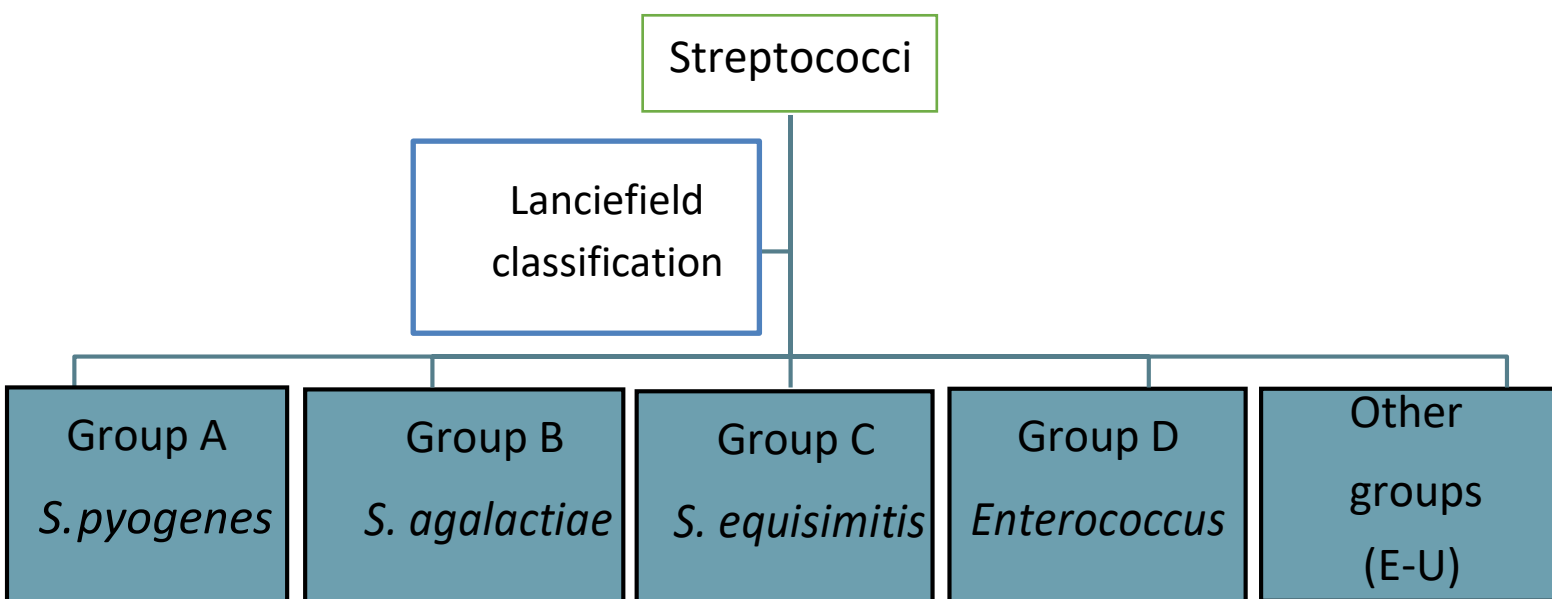 Streptococci
Lanciefield
classification
Group A
S.pyogenes
Group B
S. agalactiae
Group C
S. equisimitis
Group D
Enterococcus
Other
groups
(E-U)